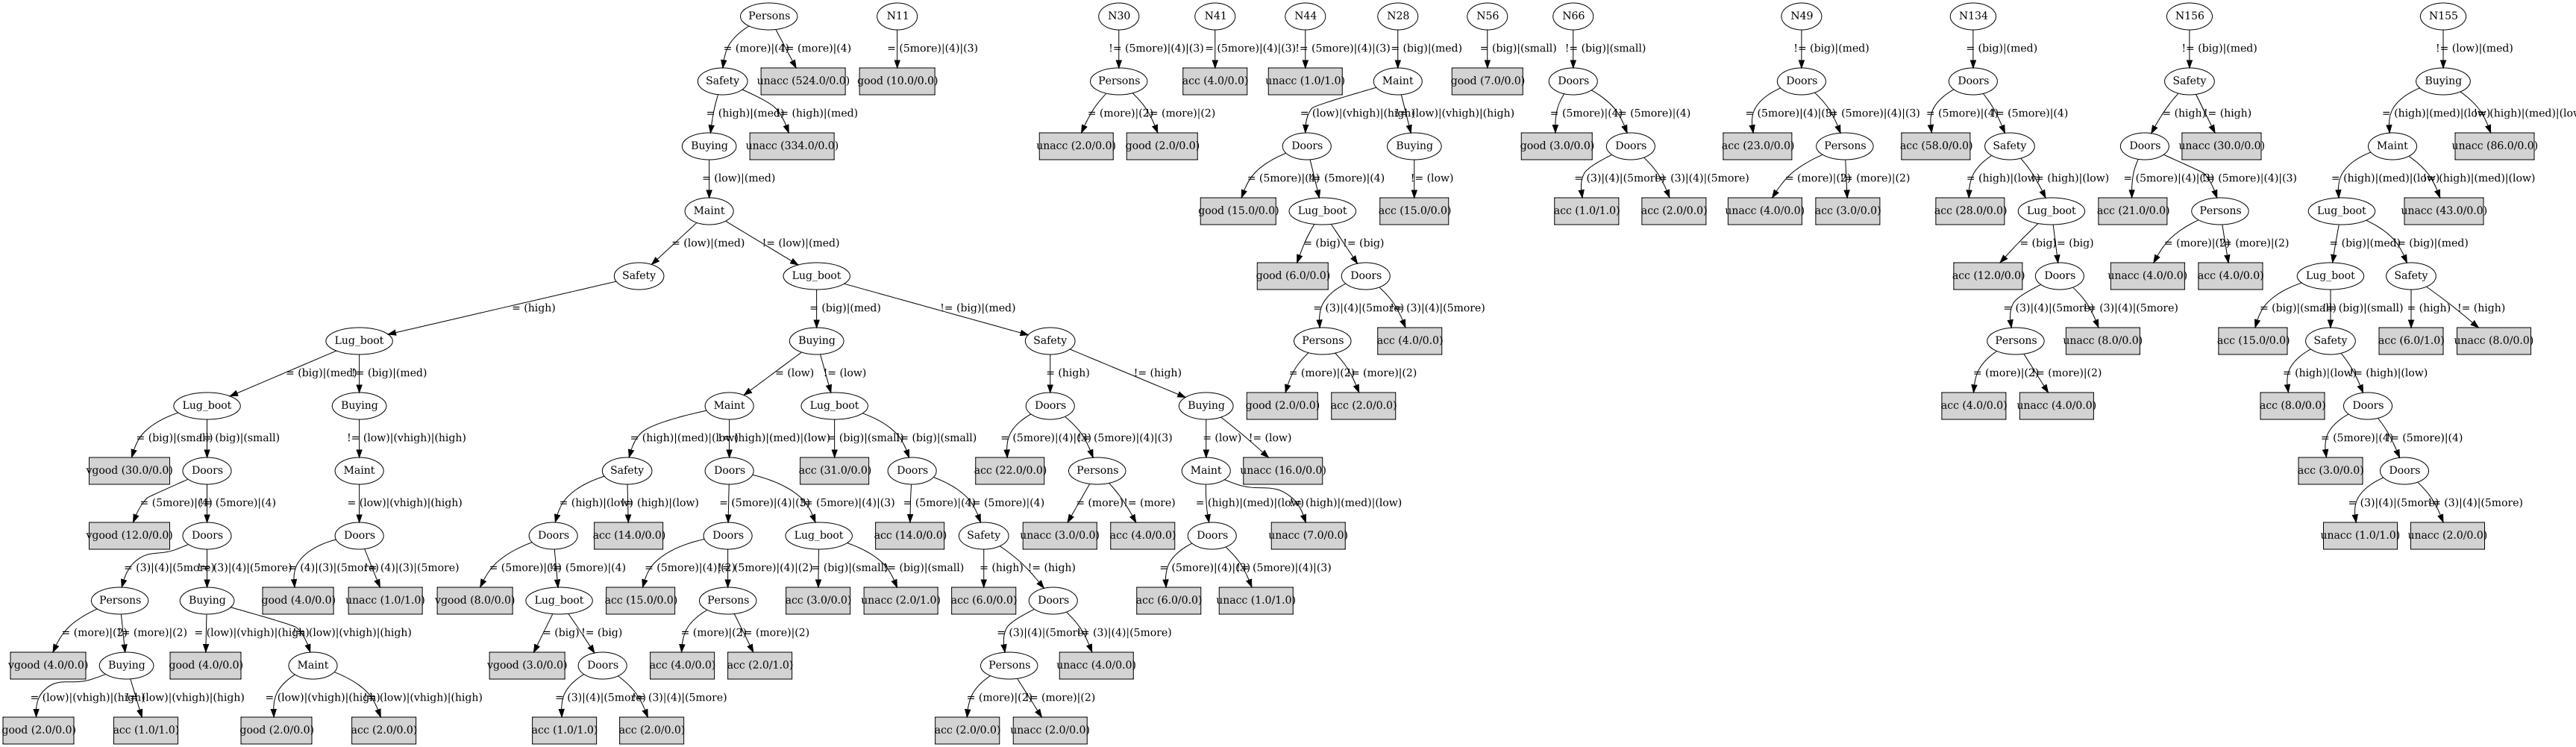 Persons N11 N30 N41 N44 N28 N56 N66 N49 N134 N156 N155
= (more)|(4) != (more)|(4) = (5more)|(4)|(3) != (5more)|(4)|(3) = (5more)|(4)|(3) != (5more)|(4)|(3) = (big)|(med) = (big)|(small) != (big)|(small) != (big)|(med) = (big)|(med) != (big)|(med) != (low)|(med)
Safety unacc (524.0/0.0) good (10.0/0.0) Persons acc (4.0/0.0) unacc (1.0/1.0) Maint good (7.0/0.0) Doors Doors Doors Safety Buying
= (high)|(med) != (high)|(med) = (more)|(2) != (more)|(2) = (low)|(vhigh)|(high) != (low)|(vhigh)|(high) = (5more)|(4) != (5more)|(4) = (5more)|(4)|(3) != (5more)|(4)|(3) = (5more)|(4) != (5more)|(4) = (high) != (high) = (high)|(med)|(low) != (high)|(med)|(low)
Buying unacc (334.0/0.0) unacc (2.0/0.0) good (2.0/0.0) Doors Buying good (3.0/0.0) Doors acc (23.0/0.0) Persons acc (58.0/0.0) Safety Doors unacc (30.0/0.0) Maint unacc (86.0/0.0)
= (low)|(med) = (5more)|(4) != (5more)|(4) != (low) = (3)|(4)|(5more) != (3)|(4)|(5more) = (more)|(2) != (more)|(2) = (high)|(low) != (high)|(low) = (5more)|(4)|(3) != (5more)|(4)|(3) = (high)|(med)|(low) != (high)|(med)|(low)
Maint good (15.0/0.0) Lug_boot acc (15.0/0.0) acc (1.0/1.0) acc (2.0/0.0) unacc (4.0/0.0) acc (3.0/0.0) acc (28.0/0.0) Lug_boot acc (21.0/0.0) Persons Lug_boot unacc (43.0/0.0)
= (low)|(med) != (low)|(med) = (big) != (big) = (big) != (big) = (more)|(2) != (more)|(2) = (big)|(med) != (big)|(med)
Safety Lug_boot good (6.0/0.0) Doors acc (12.0/0.0) Doors unacc (4.0/0.0) acc (4.0/0.0) Lug_boot Safety
= (high) = (big)|(med) != (big)|(med) = (3)|(4)|(5more) != (3)|(4)|(5more) = (3)|(4)|(5more) != (3)|(4)|(5more) = (big)|(small) != (big)|(small) = (high) != (high)
Lug_boot Buying Safety Persons acc (4.0/0.0) Persons unacc (8.0/0.0) acc (15.0/0.0) Safety acc (6.0/1.0) unacc (8.0/0.0)
= (big)|(med) != (big)|(med) = (low) != (low) = (high) != (high) = (more)|(2) != (more)|(2) = (more)|(2) != (more)|(2) = (high)|(low) != (high)|(low)
Lug_boot Buying Maint Lug_boot Doors Buying good (2.0/0.0) acc (2.0/0.0) acc (4.0/0.0) unacc (4.0/0.0) acc (8.0/0.0) Doors
= (big)|(small) != (big)|(small) != (low)|(vhigh)|(high) = (high)|(med)|(low) != (high)|(med)|(low) = (big)|(small) != (big)|(small) = (5more)|(4)|(3) != (5more)|(4)|(3) = (low) != (low) = (5more)|(4) != (5more)|(4)
vgood (30.0/0.0) Doors Maint Safety Doors acc (31.0/0.0) Doors acc (22.0/0.0) Persons Maint unacc (16.0/0.0) acc (3.0/0.0) Doors
= (5more)|(4) != (5more)|(4) = (low)|(vhigh)|(high) = (high)|(low) != (high)|(low) = (5more)|(4)|(3) != (5more)|(4)|(3) = (5more)|(4) != (5more)|(4) = (more) != (more) = (high)|(med)|(low) != (high)|(med)|(low) = (3)|(4)|(5more) != (3)|(4)|(5more)
vgood (12.0/0.0) Doors Doors Doors acc (14.0/0.0) Doors Lug_boot acc (14.0/0.0) Safety unacc (3.0/0.0) acc (4.0/0.0) Doors unacc (7.0/0.0) unacc (1.0/1.0) unacc (2.0/0.0)
= (3)|(4)|(5more) != (3)|(4)|(5more) = (4)|(3)|(5more) != (4)|(3)|(5more) = (5more)|(4) != (5more)|(4) = (5more)|(4)|(2) != (5more)|(4)|(2) = (big)|(small) != (big)|(small) = (high) != (high) = (5more)|(4)|(3) != (5more)|(4)|(3)
Persons Buying good (4.0/0.0) unacc (1.0/1.0) vgood (8.0/0.0) Lug_boot acc (15.0/0.0) Persons acc (3.0/0.0) unacc (2.0/1.0) acc (6.0/0.0) Doors acc (6.0/0.0) unacc (1.0/1.0)
= (more)|(2) != (more)|(2) = (low)|(vhigh)|(high) != (low)|(vhigh)|(high) = (big) != (big) = (more)|(2) != (more)|(2) = (3)|(4)|(5more) != (3)|(4)|(5more)
vgood (4.0/0.0) Buying good (4.0/0.0) Maint vgood (3.0/0.0) Doors acc (4.0/0.0) acc (2.0/1.0) Persons unacc (4.0/0.0)
= (low)|(vhigh)|(high) != (low)|(vhigh)|(high) = (low)|(vhigh)|(high) != (low)|(vhigh)|(high) = (3)|(4)|(5more) != (3)|(4)|(5more) = (more)|(2) != (more)|(2)
good (2.0/0.0) acc (1.0/1.0) good (2.0/0.0) acc (2.0/0.0) acc (1.0/1.0) acc (2.0/0.0) acc (2.0/0.0) unacc (2.0/0.0)